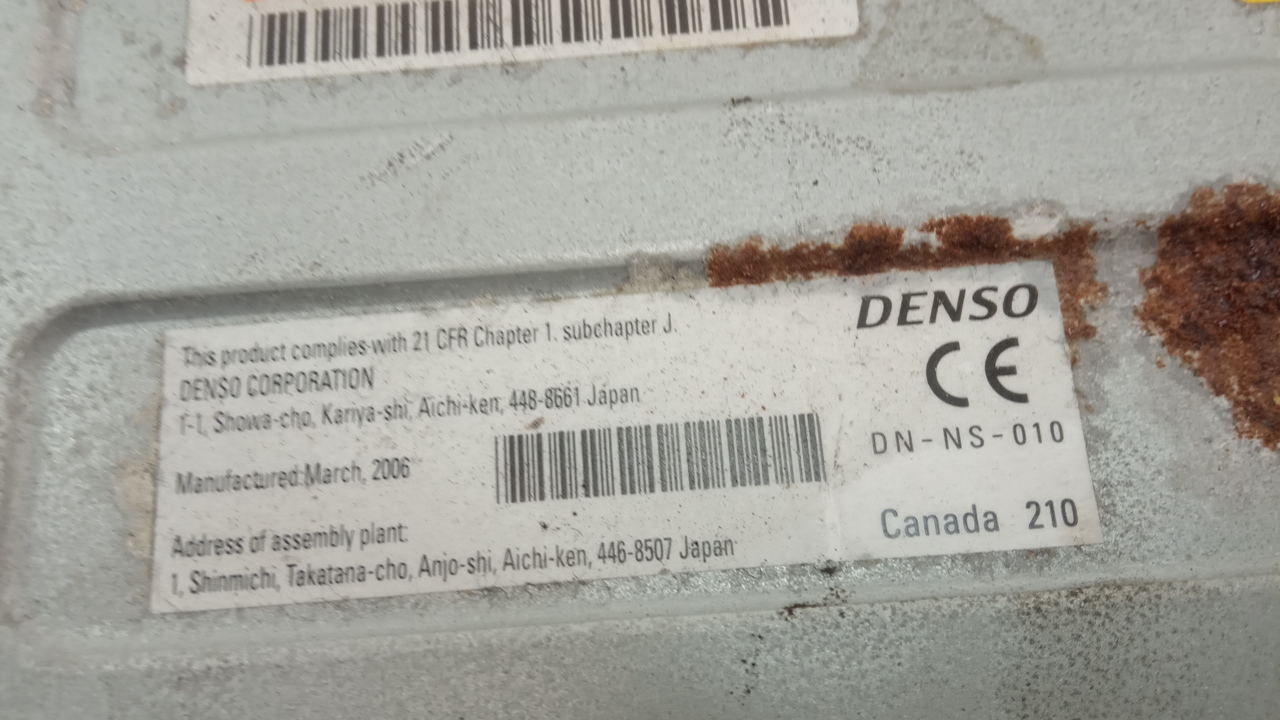 This product complies with 21 CFR Chapter 1. subchapter J.
DENSO CORPORATION
1-1, Showa-cho, Kariya-shi, Aichi-ken, 448-8661 Japan
Manufactured:March, 2006
Address of assembly plant:
1, Shinmichi, Takatana-cho, Anjo-shi, Aichi-ken, 446-8507 Japan
DENSO
CE
DN-NS-010
Canada 210